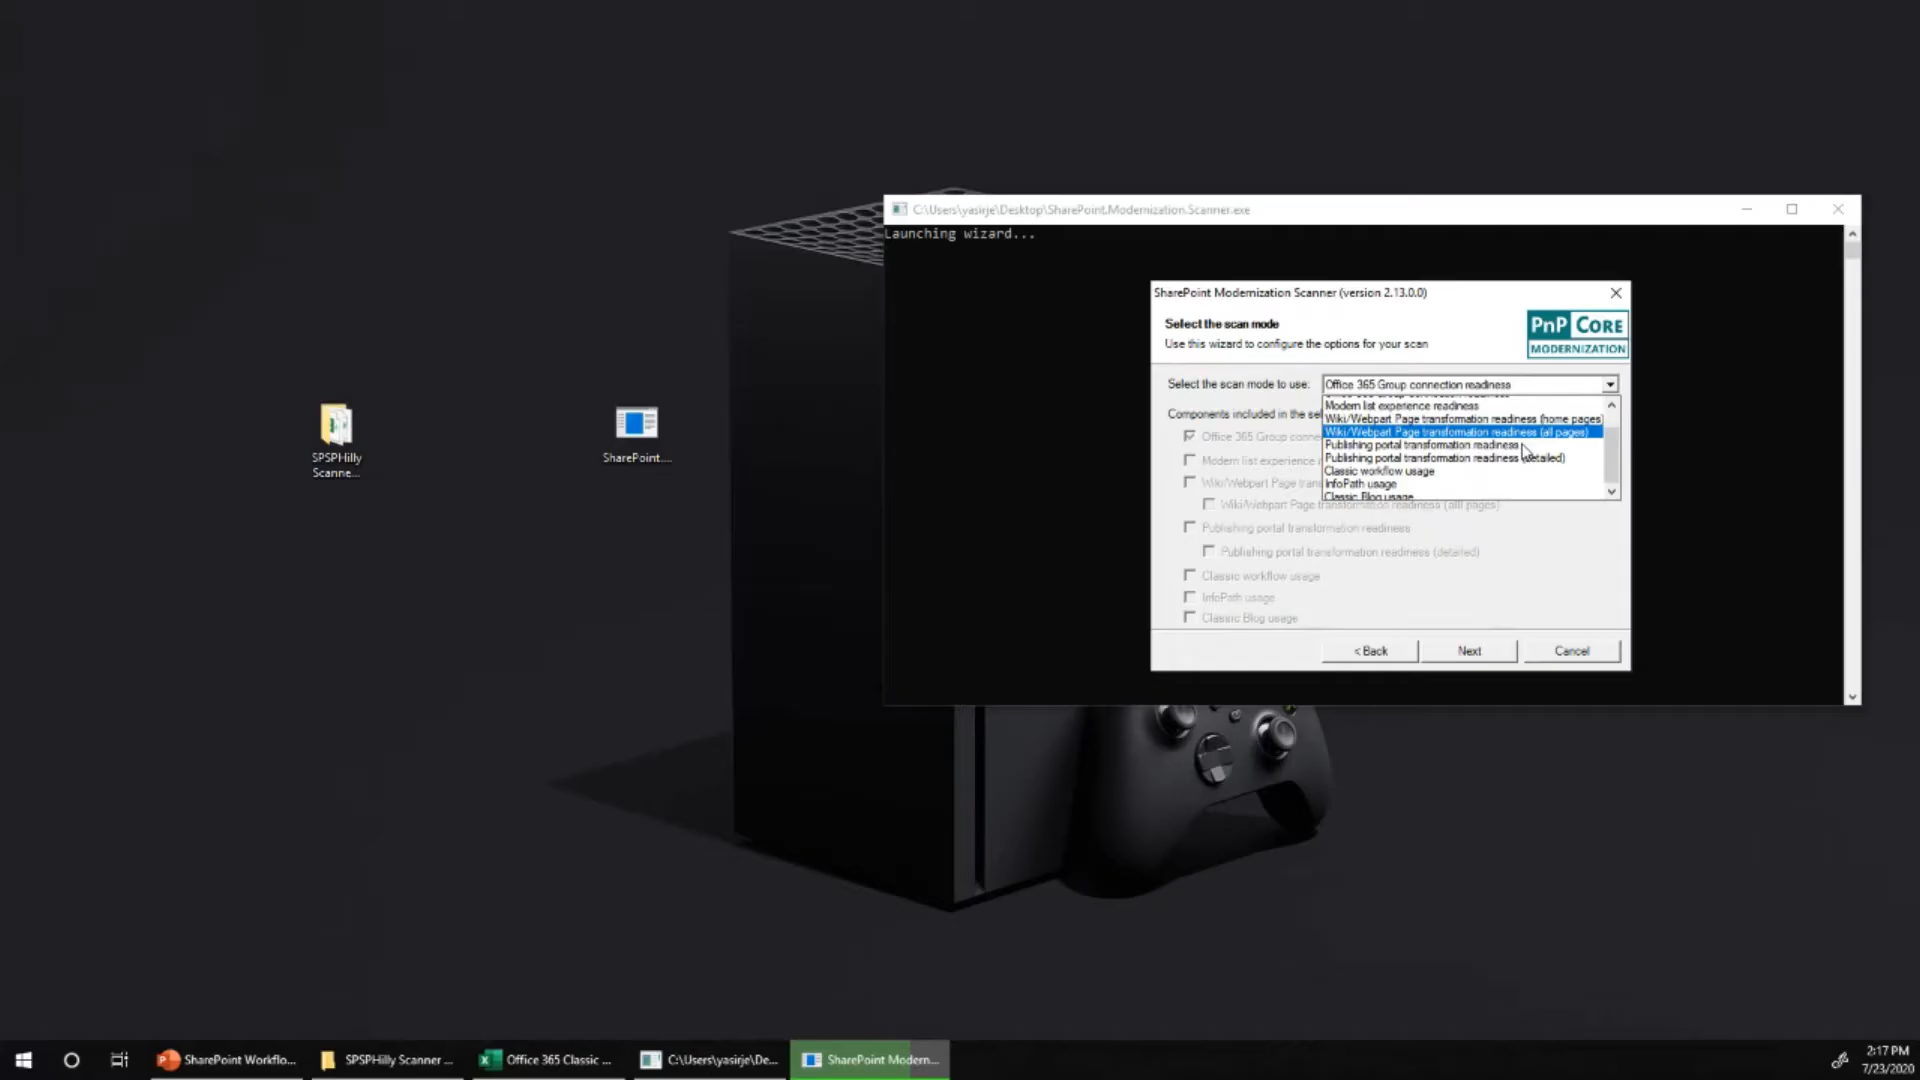 C:\Users\yasirje\Desktop\SharePoint.Modernization.Scanner.exe
Launching wizard...
SharePoint Modernization Scanner (version 2.13.0.0)
Select the scan mode
Use this wizard to configure the options for your scan
PnP CORE
MODERNIZATION
Select the scan mode to use:
Office 365 Group connection readiness
Modern list experience readiness
Wiki/Webpart Page transformation readiness (home pages)
Wiki/Webpart Page transformation readiness (all pages)
Publishing portal transformation readiness
Publishing portal transformation readiness (detailed)
Classic workflow usage
InfoPath usage
Classic Blog usage
Components included in the sel
Office 365 Group conne
Modern list experience r
Wiki/Webpart Page tran
Wiki/Webpart Page transformation readiness (alll pages)
Publishing portal transformation readiness
Publishing portal transformation readiness (detailed)
Classic workflow usage
InfoPath usage
Classic Blog usage
< Back
Next
Cancel
SPSPHilly
Scanne...
SharePoint....
SharePoint Workflo...
SPSPHilly Scanner ...
Office 365 Classic ...
C:\Users\yasirje\De...
SharePoint Modern...
2:17 PM
7/23/2020